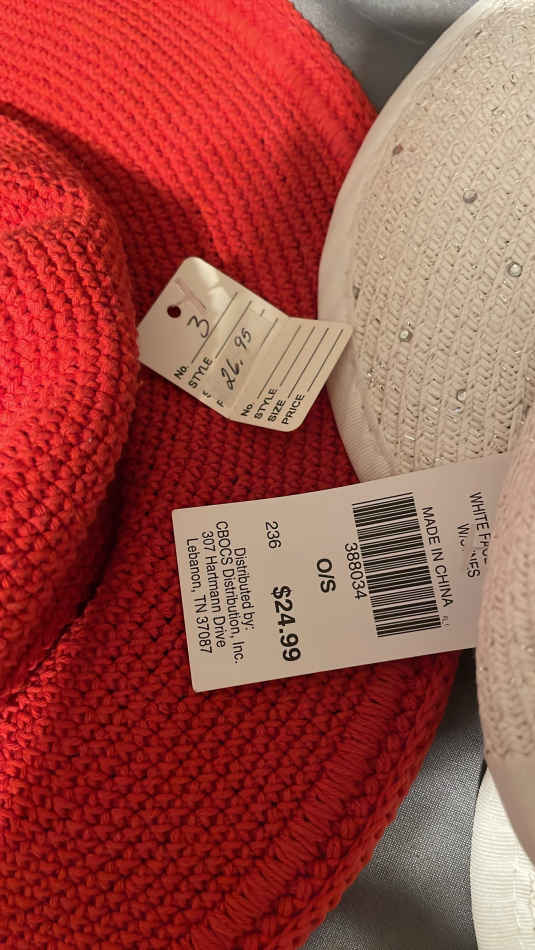 No. 3
STYLE
26.95
No.
STYLE
SIZE
PRICE
WHITE
MADE IN CHINA
388034
O/S
236
$24.99
Distributed by:
CBOCS Distribution, Inc.
307 Hartmann Drive
Lebanon, TN 37087